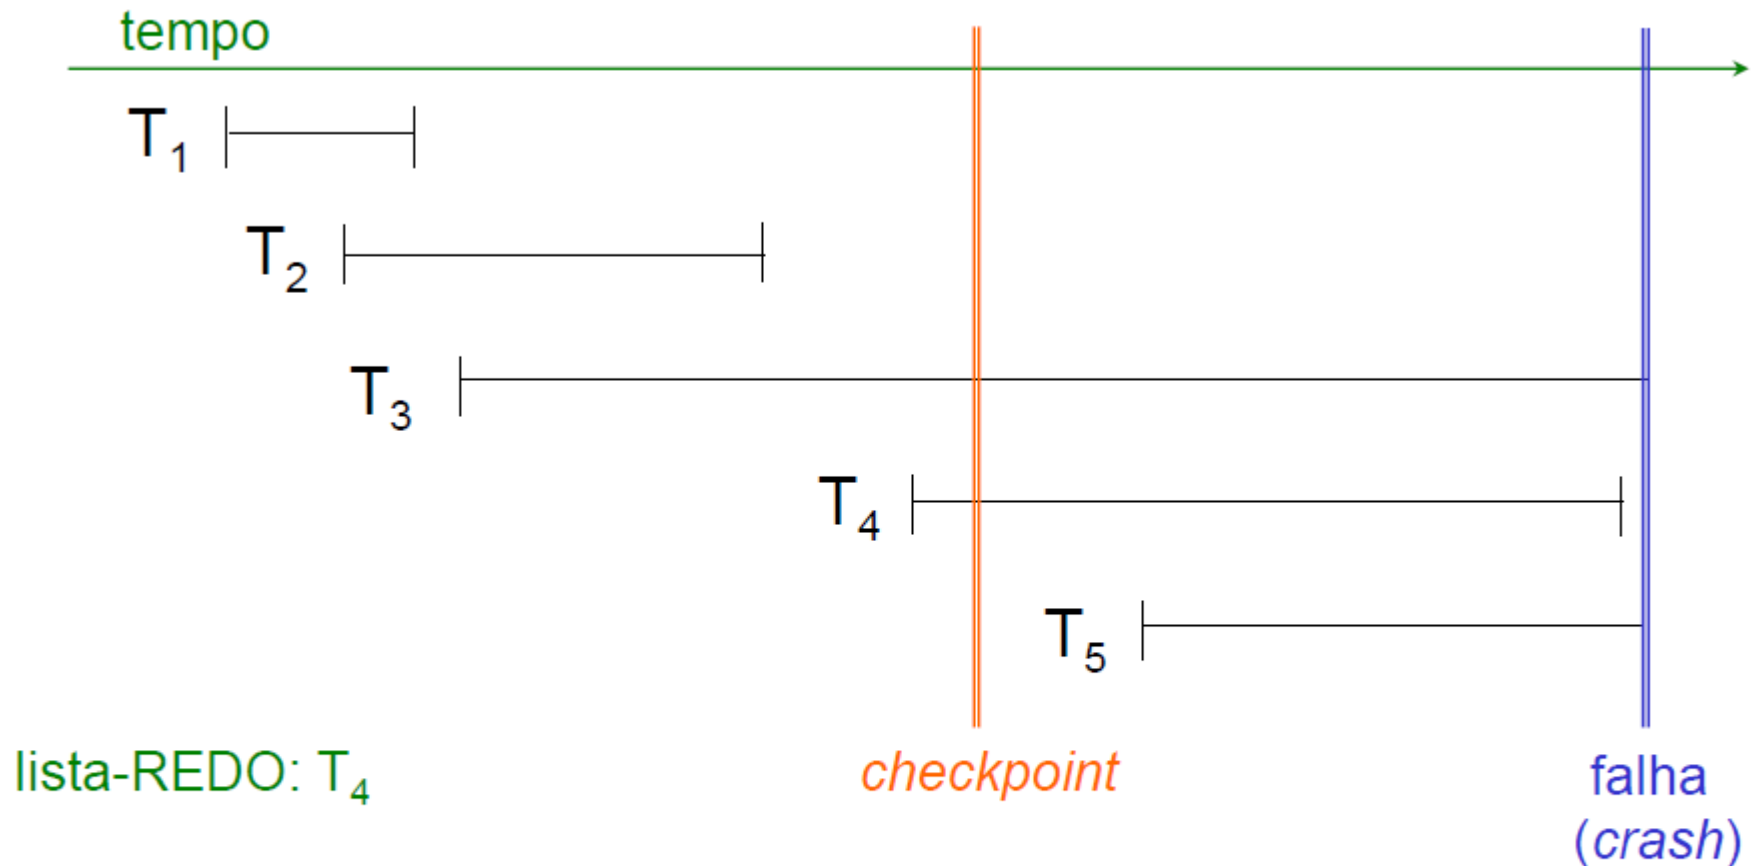 tempo
T1
T2
T3
T4
T5
lista-REDO: T4
checkpoint
falha
(crash)